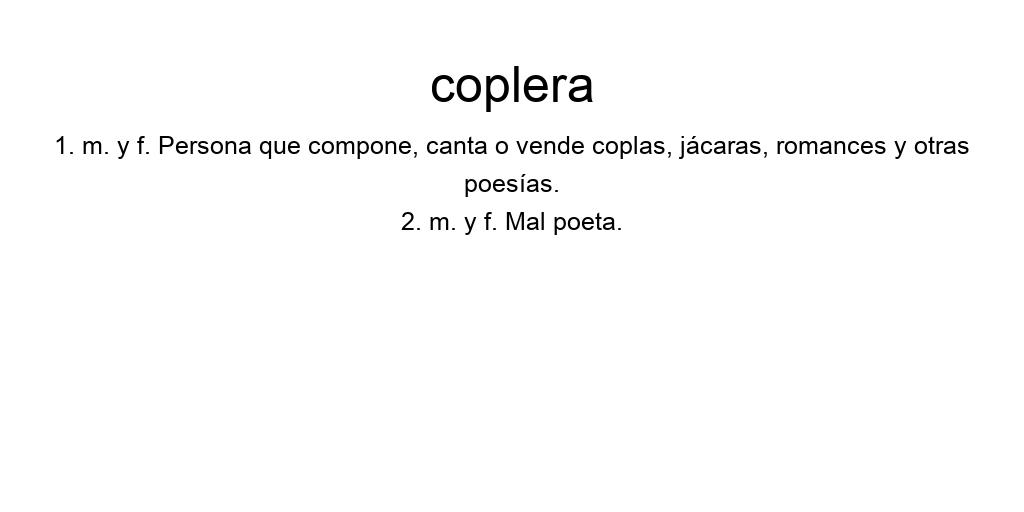 coplera
1. m. y f. Persona que compone, canta o vende coplas, jácaras, romances y otras
poesías.
2. m. y f. Mal poeta.